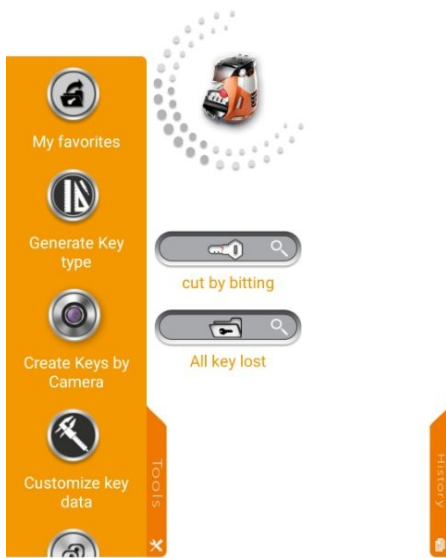 My favorites
Generate Key
type
Create Keys by
Camera
Customize key
data
Tools
cut by bitting
All key lost
History